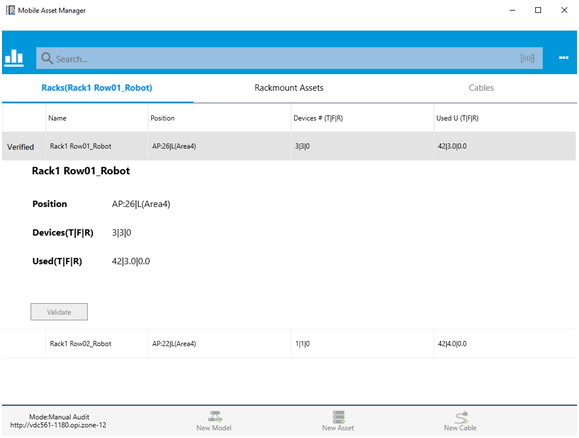 Mobile Asset Manager
Search...
Racks(Rack1 Row01_Robot) Rackmount Assets Cables
Name Position Devices # (T|F|R) Used U (T|F|R)
Verified Rack1 Row01_Robot AP:26|L(Area4) 3|3|0 42|3.0|0.0
Rack1 Row01_Robot
Position AP:26|L(Area4)
Devices(T|F|R) 3|3|0
Used(T|F|R) 42|3.0|0.0
Validate
Rack1 Row02_Robot AP:22|L(Area4) 1|1|0 42|4.0|0.0
Mode:Manual Audit
http://vdc561-1180.opi.zone-12
New Model New Asset New Cable